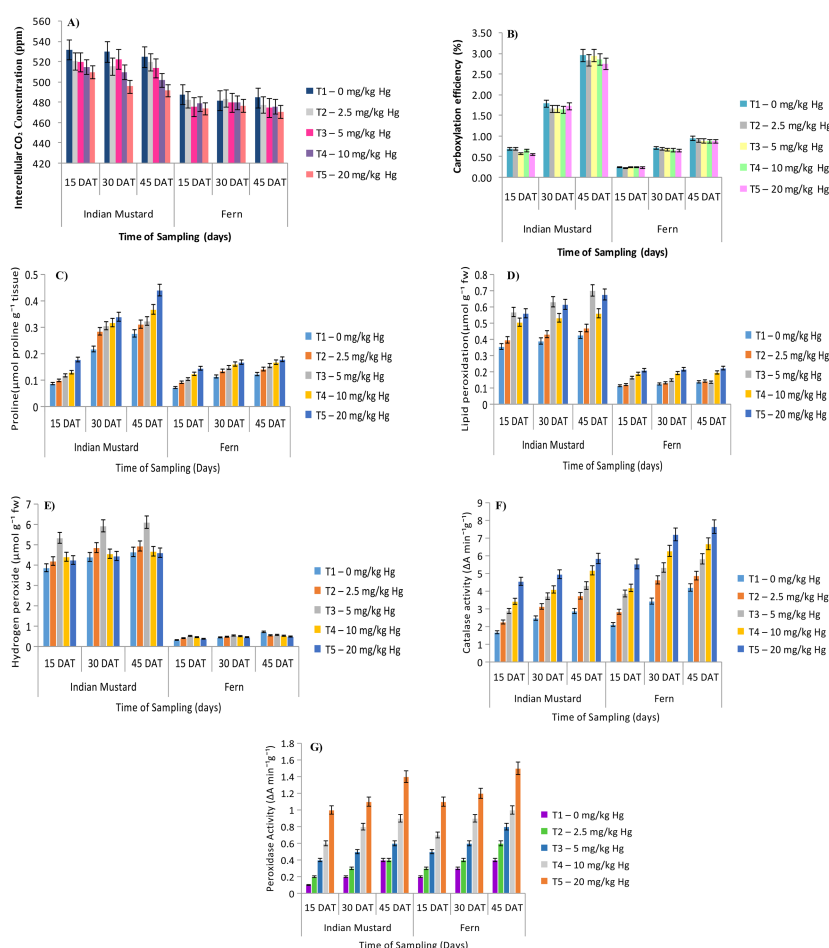 A)
Intercellular CO₂ Concentration (ppm)
560
540
520
500
480
460
440
420
15 DAT 30 DAT 45 DAT 15 DAT 30 DAT 45 DAT
Indian Mustard Fern
Time of Sampling (days)
T1 – 0 mg/kg Hg
T2 – 2.5 mg/kg Hg
T3 – 5 mg/kg Hg
T4 – 10 mg/kg Hg
T5 – 20 mg/kg Hg
B)
Carboxylation efficiency (%)
3.50
3.00
2.50
2.00
1.50
1.00
0.50
0.00
15 DAT 30 DAT 45 DAT 15 DAT 30 DAT 45 DAT
Indian Mustard Fern
Time of Sampling (days)
T1 – 0 mg/kg Hg
T2 – 2.5 mg/kg Hg
T3 – 5 mg/kg Hg
T4 – 10 mg/kg Hg
T5 – 20 mg/kg Hg
C)
Proline(µmol proline g⁻¹ tissue)
0.5
0.4
0.3
0.2
0.1
0
15 DAT 30 DAT 45 DAT 15 DAT 30 DAT 45 DAT
Indian Mustard Fern
Time of Sampling (Days)
T1 – 0 mg/kg Hg
T2 – 2.5 mg/kg Hg
T3 – 5 mg/kg Hg
T4 – 10 mg/kg Hg
T5 – 20 mg/kg Hg
D)
Lipid peroxidation(µmol g⁻¹ fw)
0.8
0.7
0.6
0.5
0.4
0.3
0.2
0.1
0
15 DAT 30 DAT 45 DAT 15 DAT 30 DAT 45 DAT
Indian Mustard Fern
Time of Sampling (Days)
T1 – 0 mg/kg Hg
T2 – 2.5 mg/kg Hg
T3 – 5 mg/kg Hg
T4 – 10 mg/kg Hg
T5 – 20 mg/kg Hg
E)
Hydrogen peroxide (µmol g⁻¹ fw)
7
6
5
4
3
2
1
0
15 DAT 30 DAT 45 DAT 15 DAT 30 DAT 45 DAT
Indian Mustard Fern
Time of Sampling (days)
T1 – 0 mg/kg Hg
T2 – 2.5 mg/kg Hg
T3 – 5 mg/kg Hg
T4 – 10 mg/kg Hg
T5 – 20 mg/kg Hg
F)
Catalase activity (ΔA min⁻¹g⁻¹)
9
8
7
6
5
4
3
2
1
0
15 DAT 30 DAT 45 DAT 15 DAT 30 DAT 45 DAT
Indian Mustard Fern
Time of Sampling (Days)
T1 – 0 mg/kg Hg
T2 – 2.5 mg/kg Hg
T3 – 5 mg/kg Hg
T4 – 10 mg/kg Hg
T5 – 20 mg/kg Hg
G)
Peroxidase Activity (ΔA min⁻¹g⁻¹)
1.8
1.6
1.4
1.2
1
0.8
0.6
0.4
0.2
0
15 DAT 30 DAT 45 DAT 15 DAT 30 DAT 45 DAT
Indian Mustard Fern
Time of Sampling (Days)
T1 – 0 mg/kg Hg
T2 – 2.5 mg/kg Hg
T3 – 5 mg/kg Hg
T4 – 10 mg/kg Hg
T5 – 20 mg/kg Hg